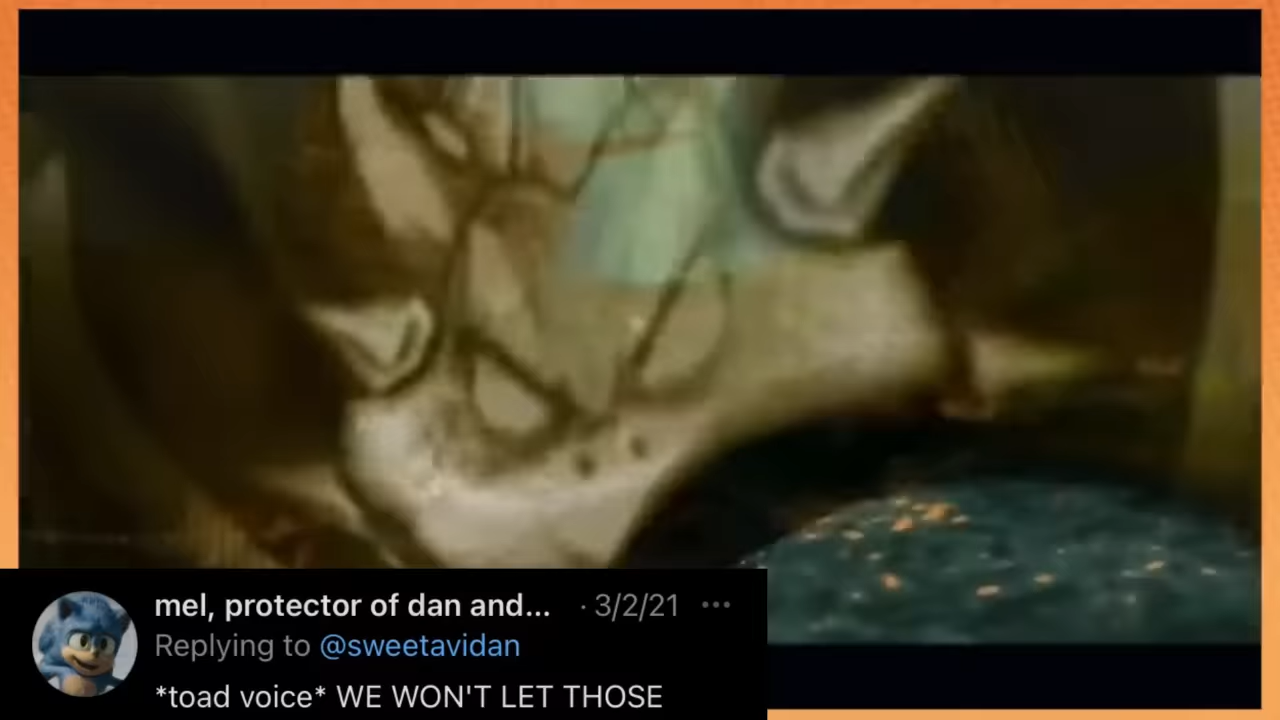 mel, protector of dan and... · 3/2/21 ...
Replying to @sweetavidan
*toad voice* WE WON'T LET THOSE